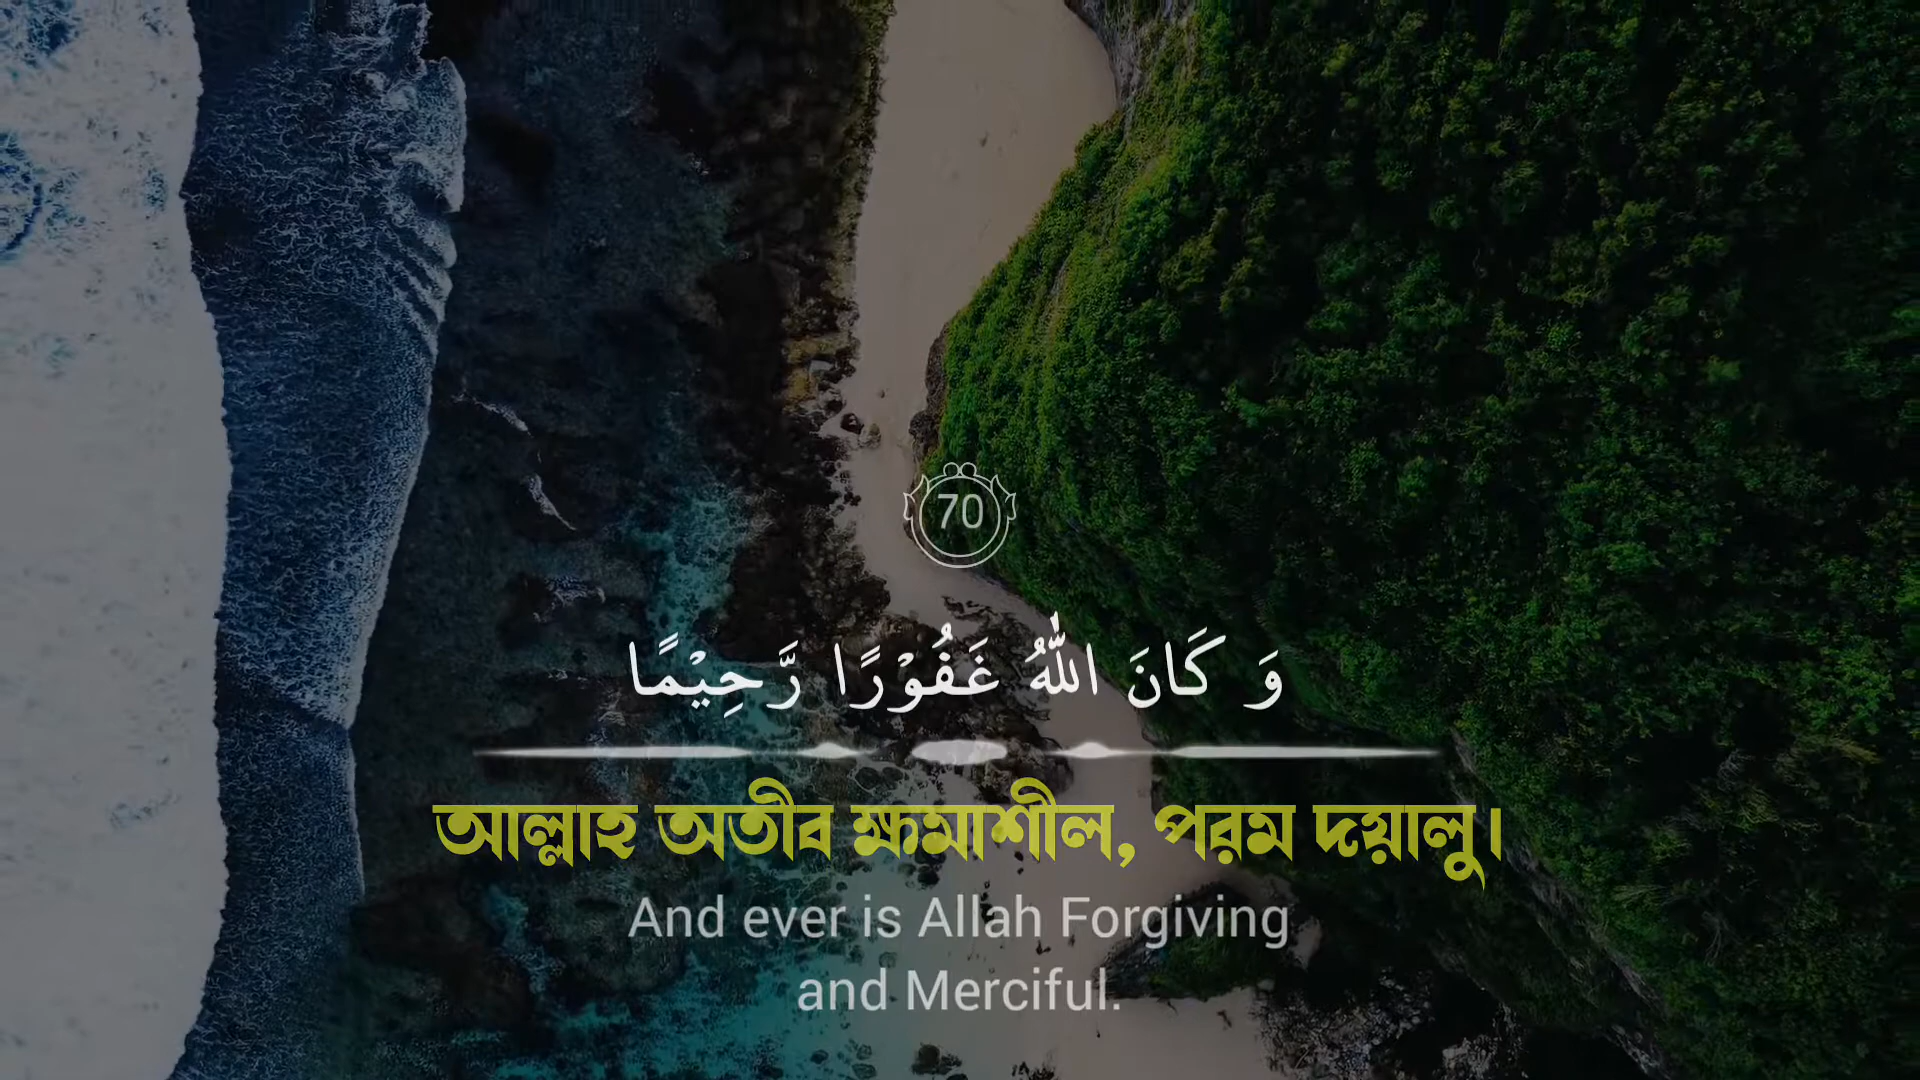 70
وَ كَانَ اللّٰهُ غَفُوْرًا رَّحِيْمًا
আল্লাহ অতীব ক্ষমাশীল, পরম দয়ালু।
And ever is Allah Forgiving
and Merciful.